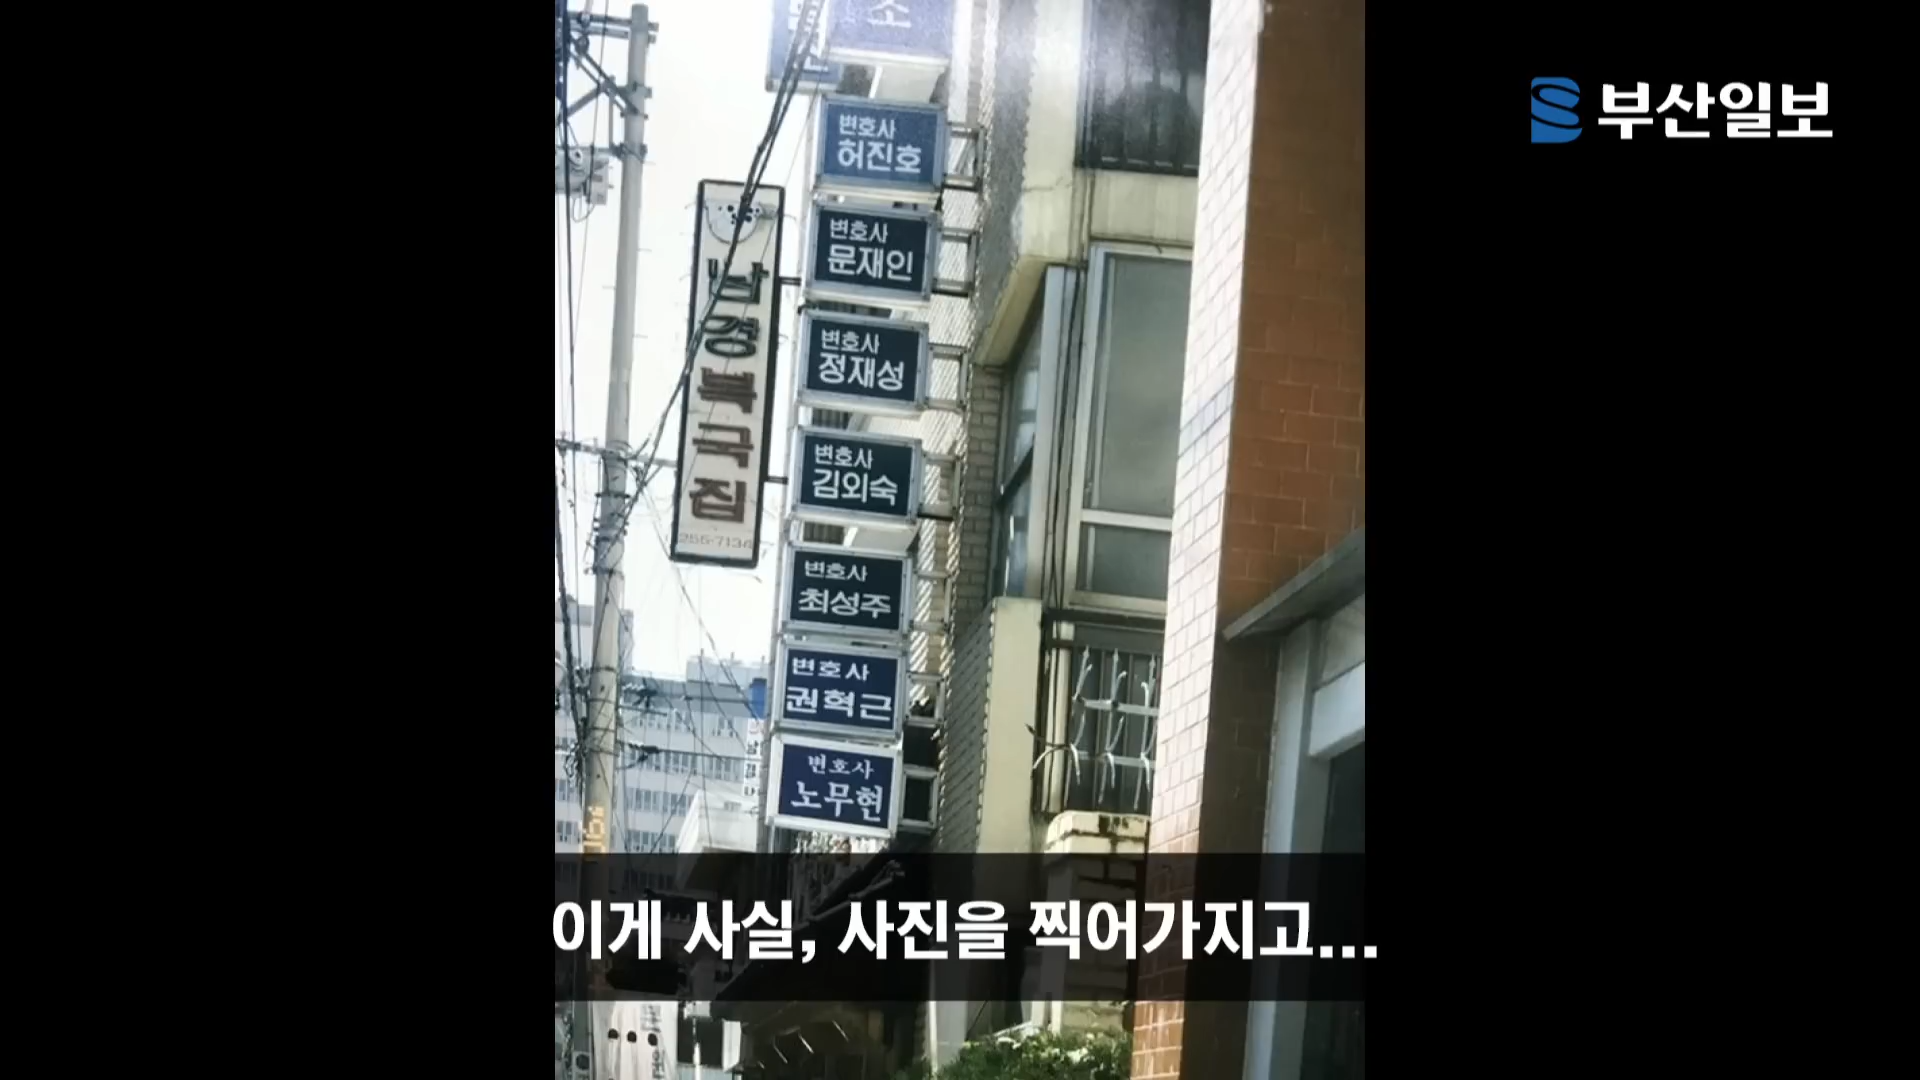 부산일보
소
변호사
허진호
변호사
문재인
변호사
정재성
변호사
김외숙
변호사
최성주
변호사
권혁근
변호사
노무현
남경복국집
255-7134
이게 사실, 사진을 찍어가지고...